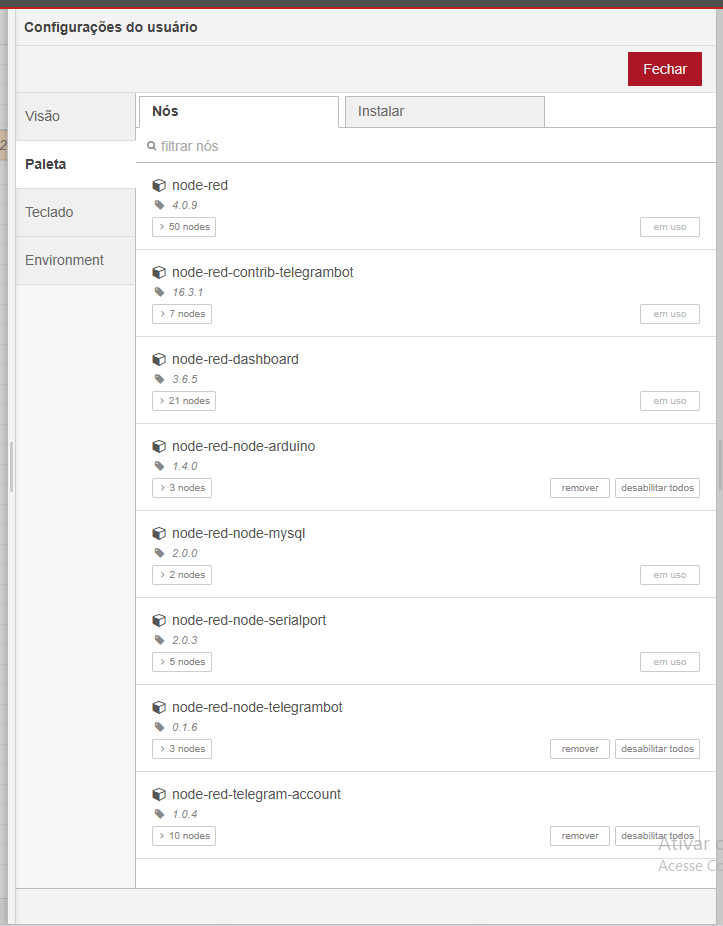 Configurações do usuário
Fechar
Visão
Paleta
Teclado
Environment
Nós
Instalar
filtrar nós
node-red
4.0.9
50 nodes
em uso
node-red-contrib-telegrambot
16.3.1
7 nodes
em uso
node-red-dashboard
3.6.5
21 nodes
em uso
node-red-node-arduino
1.4.0
3 nodes
remover
desabilitar todos
node-red-node-mysql
2.0.0
2 nodes
em uso
node-red-node-serialport
2.0.3
5 nodes
em uso
node-red-node-telegrambot
0.1.6
3 nodes
remover
desabilitar todos
node-red-telegram-account
1.0.4
10 nodes
remover
desabilitar todos
Ativar
Acesse